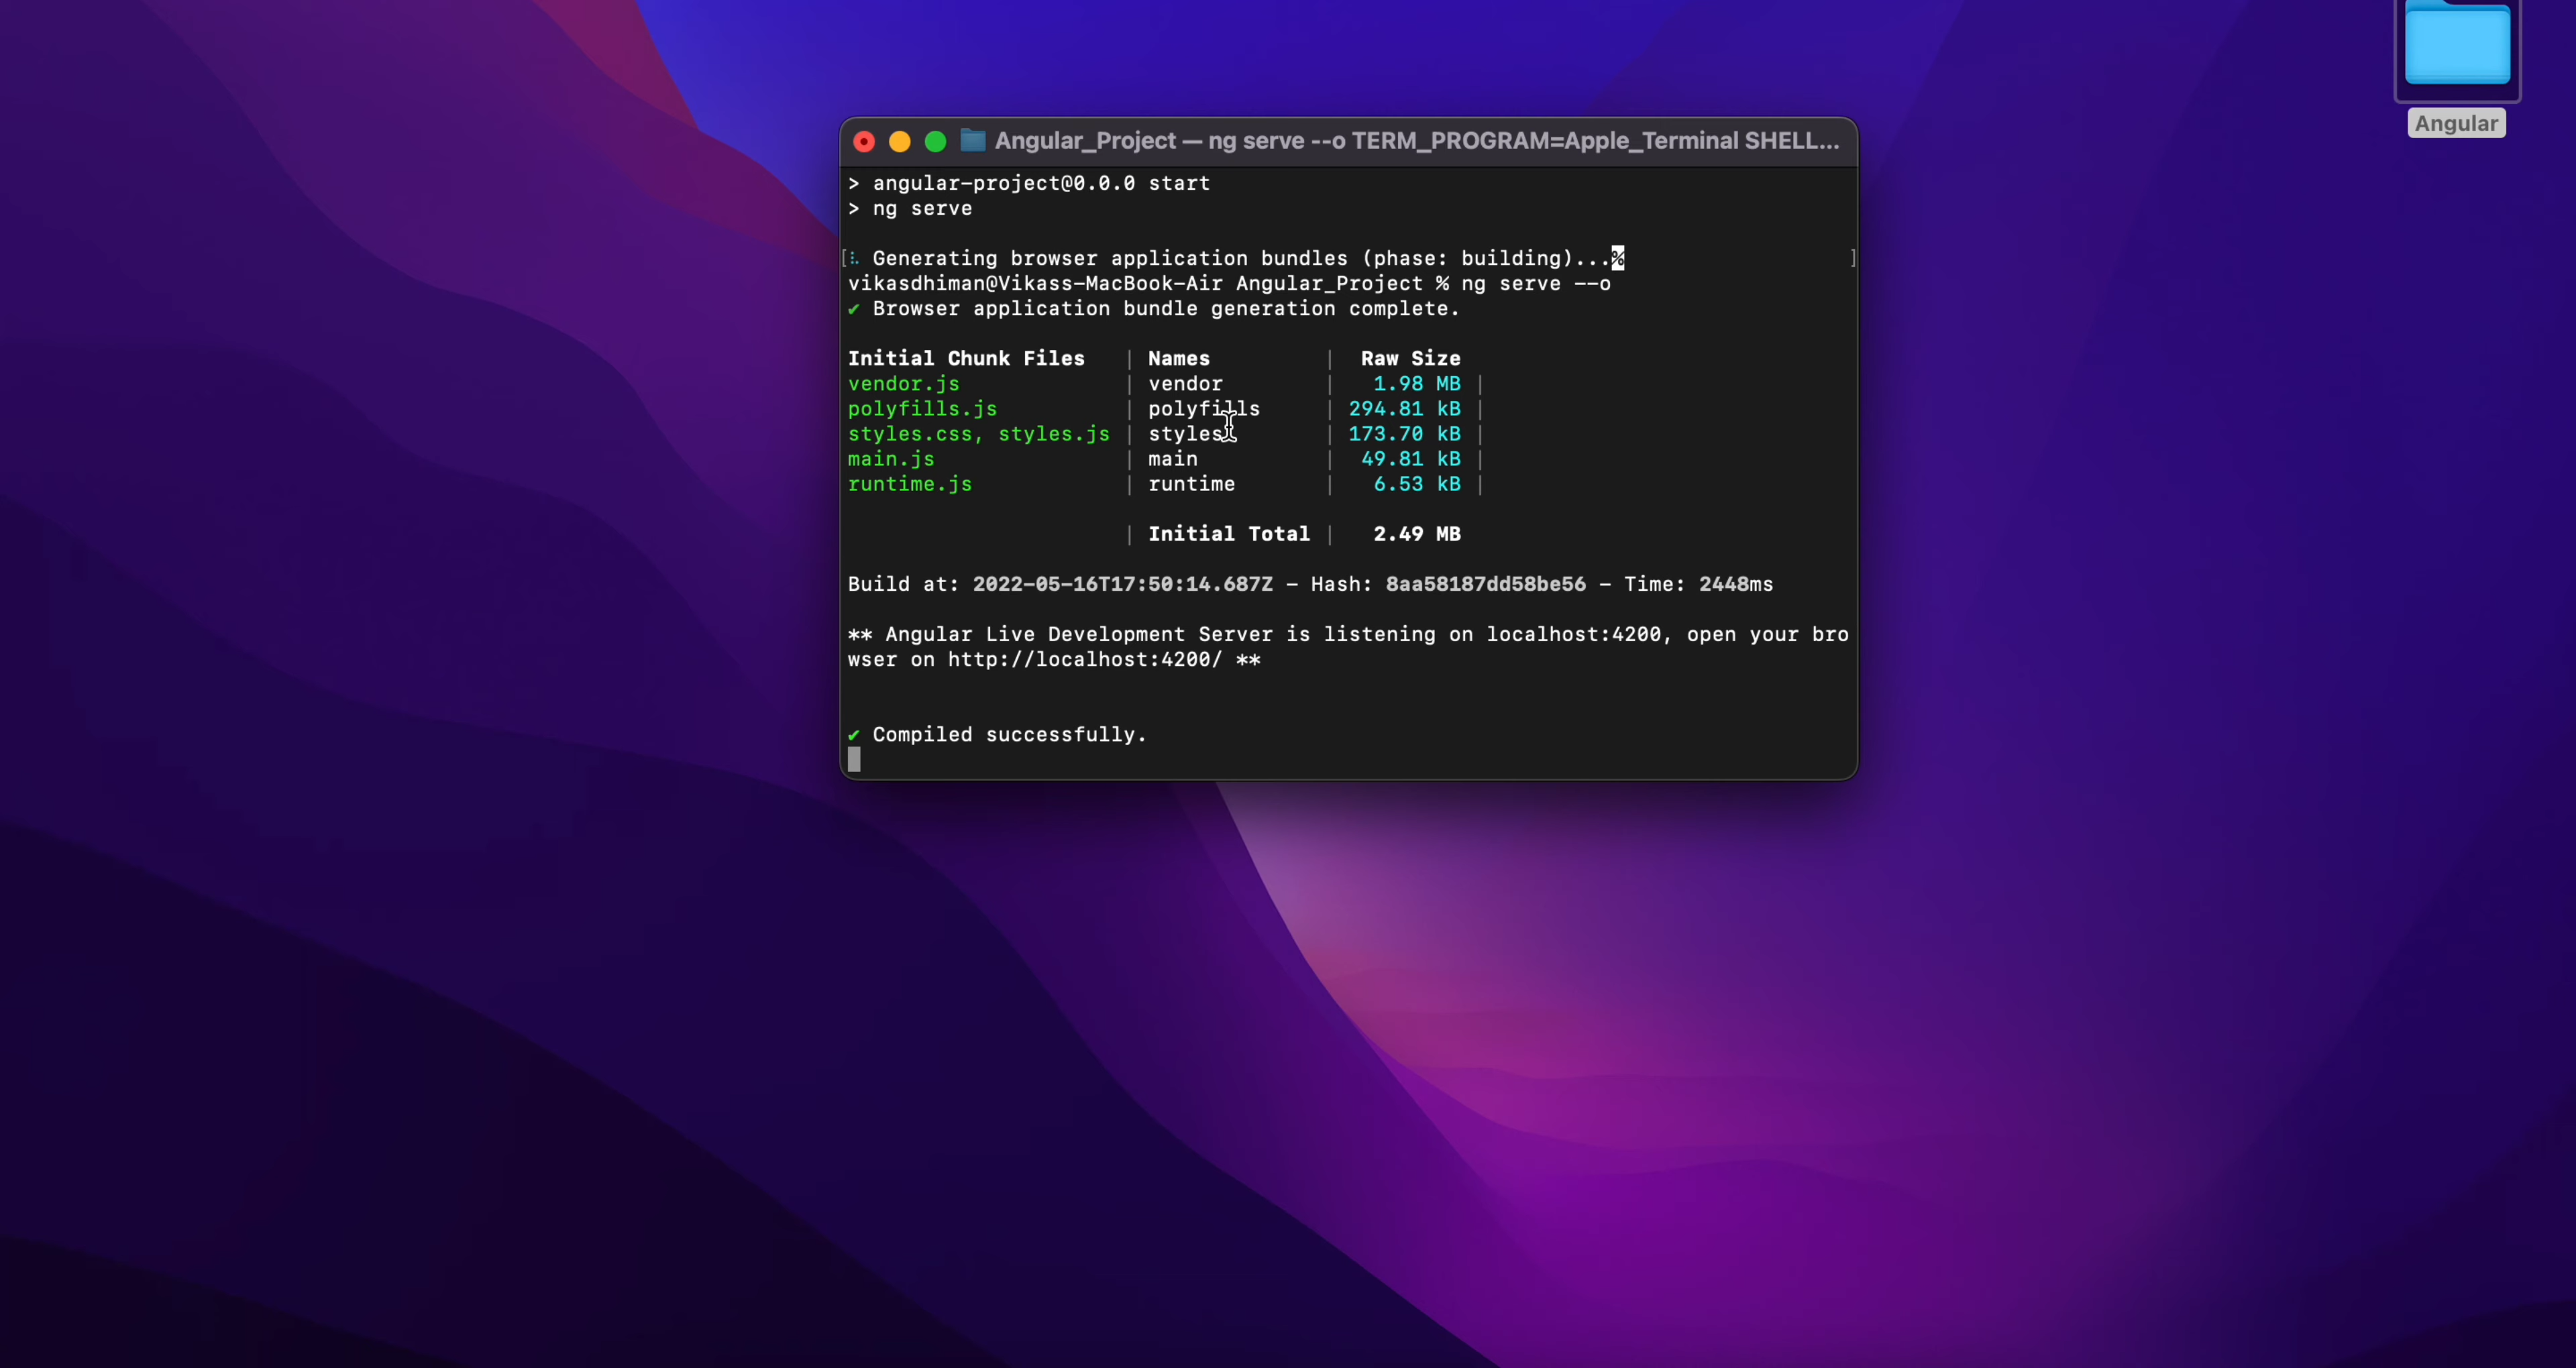 Angular
Angular_Project — ng serve --o TERM_PROGRAM=Apple_Terminal SHELL...
> angular-project@0.0.0 start
> ng serve
[⠧ Generating browser application bundles (phase: building)...% ]
vikasdhiman@Vikass-MacBook-Air Angular_Project % ng serve --o
✔ Browser application bundle generation complete.
Initial Chunk Files | Names | Raw Size
vendor.js | vendor | 1.98 MB |
polyfills.js | polyfills | 294.81 kB |
styles.css, styles.js | styles | 173.70 kB |
main.js | main | 49.81 kB |
runtime.js | runtime | 6.53 kB |
| Initial Total | 2.49 MB
Build at: 2022-05-16T17:50:14.687Z - Hash: 8aa58187dd58be56 - Time: 2448ms
** Angular Live Development Server is listening on localhost:4200, open your bro
wser on http://localhost:4200/ **
✔ Compiled successfully.